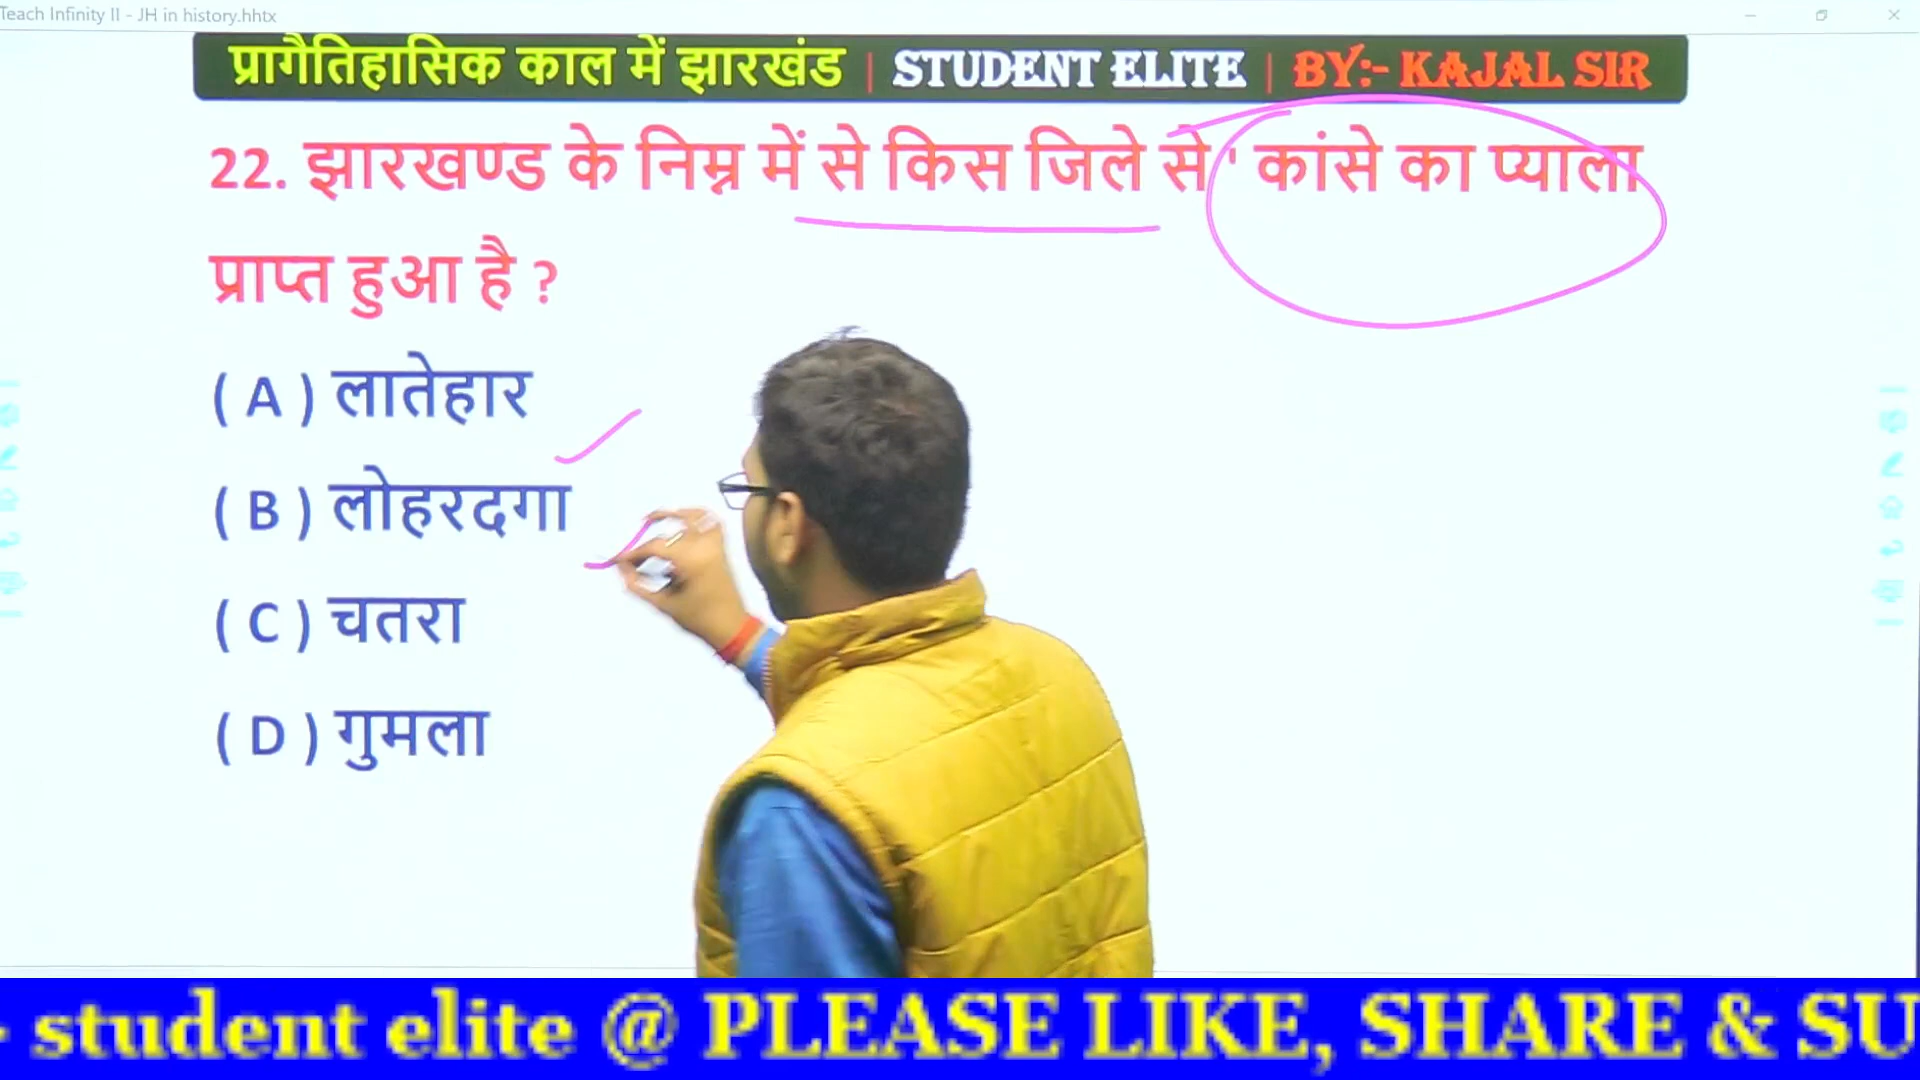 Teach Infinity II - JH in history.hhtx
प्रागैतिहासिक काल में झारखंड | STUDENT ELITE | BY:- KAJAL SIR
22. झारखण्ड के निम्न में से किस जिले से ' कांसे का प्याला
प्राप्त हुआ है ?
( A ) लातेहार
( B ) लोहरदगा
( C ) चतरा
( D ) गुमला
student elite @ PLEASE LIKE, SHARE & SU